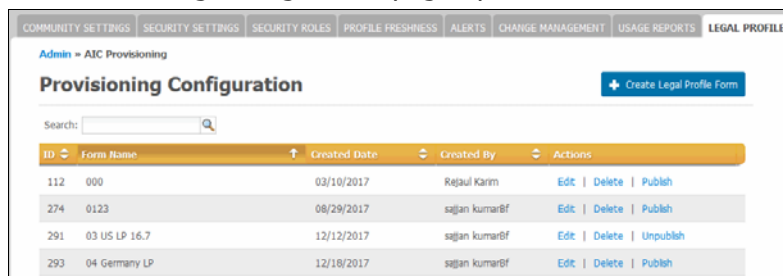 COMMUNITY SETTINGS SECURITY SETTINGS SECURITY ROLES PROFILE FRESHNESS ALERTS CHANGE MANAGEMENT USAGE REPORTS LEGAL PROFILE
Admin » AIC Provisioning
Provisioning Configuration
Create Legal Profile Form
Search:
ID Form Name Created Date Created By Actions
112 000 03/10/2017 Rejaul Karim Edit | Delete | Publish
274 0123 08/29/2017 sajjan kumarBf Edit | Delete | Publish
291 03 US LP 16.7 12/12/2017 sajjan kumarBf Edit | Delete | Unpublish
293 04 Germany LP 12/18/2017 sajjan kumarBf Edit | Delete | Publish